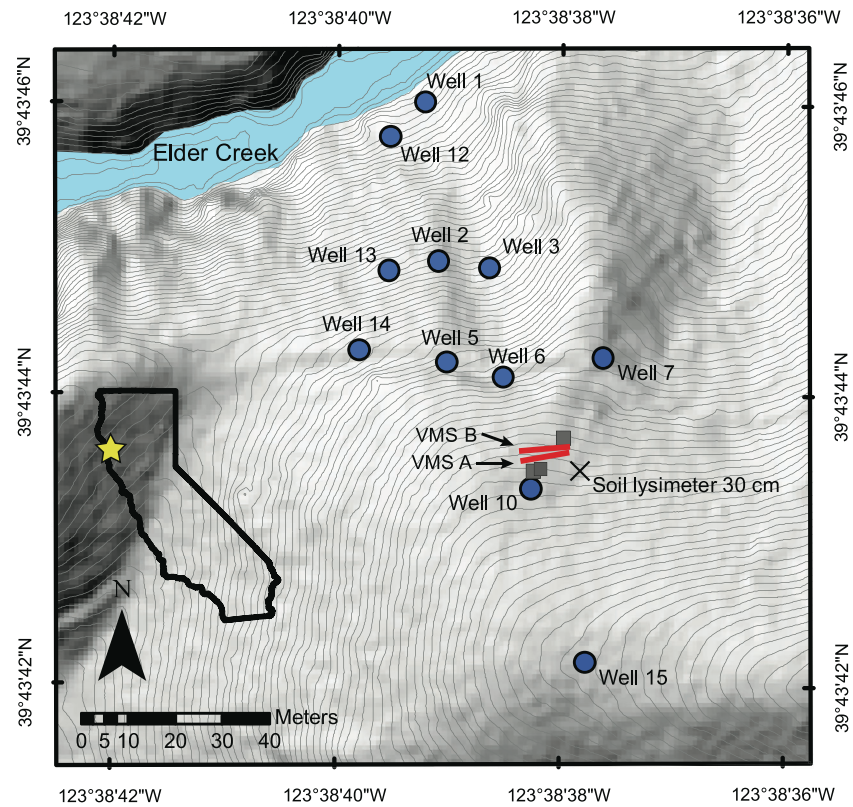 123°38'42"W 123°38'40"W 123°38'38"W 123°38'36"W
39°43'46"N 39°43'46"N
Well 1
Elder Creek
Well 12
Well 2
Well 3
Well 13
Well 14
Well 5
Well 6
Well 7
39°43'44"N 39°43'44"N
VMS B
VMS A
Soil lysimeter 30 cm
Well 10
N
Well 15
39°43'42"N 39°43'42"N
Meters
0 5 10 20 30 40
123°38'42"W 123°38'40"W 123°38'38"W 123°38'36"W